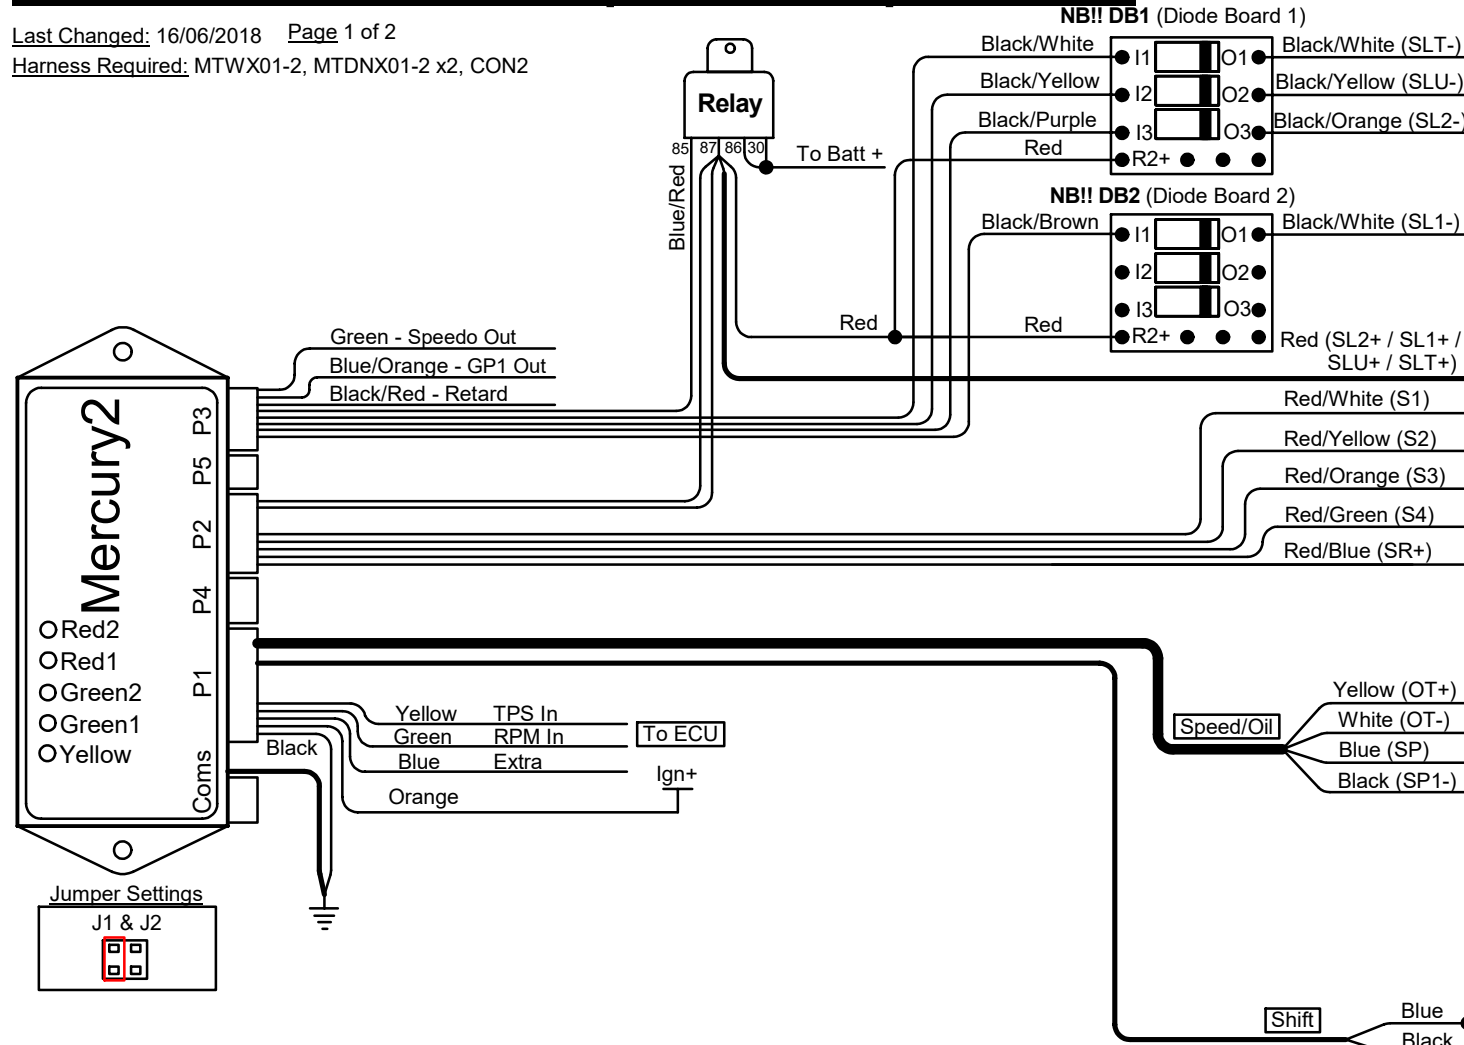 Last Changed: 16/06/2018 Page 1 of 2
Harness Required: MTWX01-2, MTDNX01-2 x2, CON2
NB!! DB1 (Diode Board 1)
Black/White
I1
O1
Black/White (SLT-)
Black/Yellow
I2
O2
Black/Yellow (SLU-)
Black/Purple
I3
O3
Black/Orange (SL2-)
Red
R2+
Relay
85
87
86
30
To Batt +
Blue/Red
NB!! DB2 (Diode Board 2)
Black/Brown
I1
O1
Black/White (SL1-)
I2
O2
I3
O3
Red
Red
R2+
Red (SL2+ / SL1+ /
SLU+ / SLT+)
Green - Speedo Out
Blue/Orange - GP1 Out
Black/Red - Retard
Red/White (S1)
Red/Yellow (S2)
Red/Orange (S3)
Red/Green (S4)
Red/Blue (SR+)
Mercury2
P3
P5
P2
P4
P1
Coms
Red2
Red1
Green2
Green1
Yellow
Black
Yellow TPS In
Green RPM In
Blue Extra
To ECU
Orange
Ign+
Speed/Oil
Yellow (OT+)
White (OT-)
Blue (SP)
Black (SP1-)
Jumper Settings
J1 & J2
Shift
Blue
Black